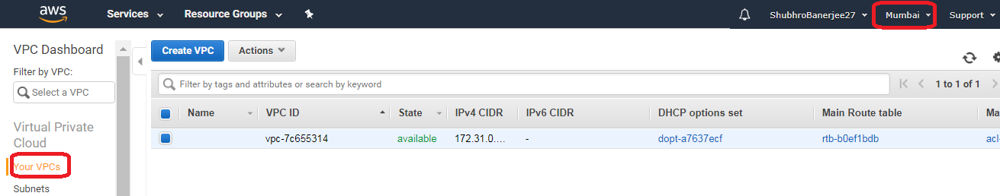 aws Services Resource Groups ShubhroBanerjee27 Mumbai Support
VPC Dashboard
Filter by VPC:
Select a VPC
Virtual Private
Cloud
Your VPCs
Subnets
Create VPC Actions
Filter by tags and attributes or search by keyword 1 to 1 of 1
Name VPC ID State IPv4 CIDR IPv6 CIDR DHCP options set Main Route table Ma
vpc-7c655314 available 172.31.0.... - dopt-a7637ecf rtb-b0ef1bdb acl-